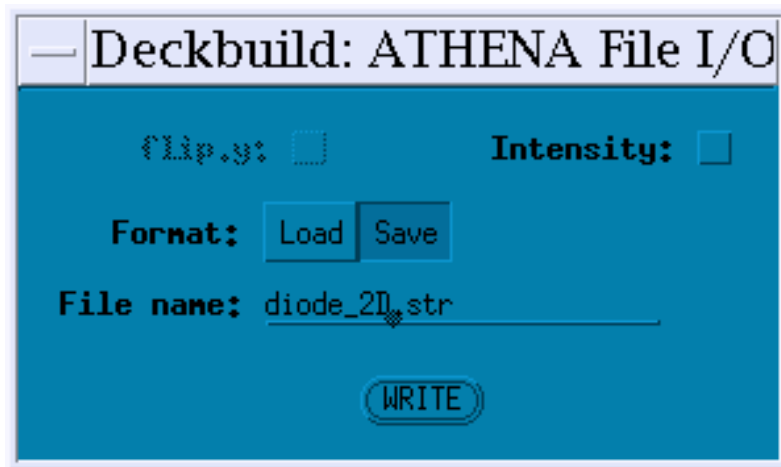 Deckbuild: ATHENA File I/O
flip.y: Intensity:
Format: Load Save
File name: diode_2D.str
WRITE